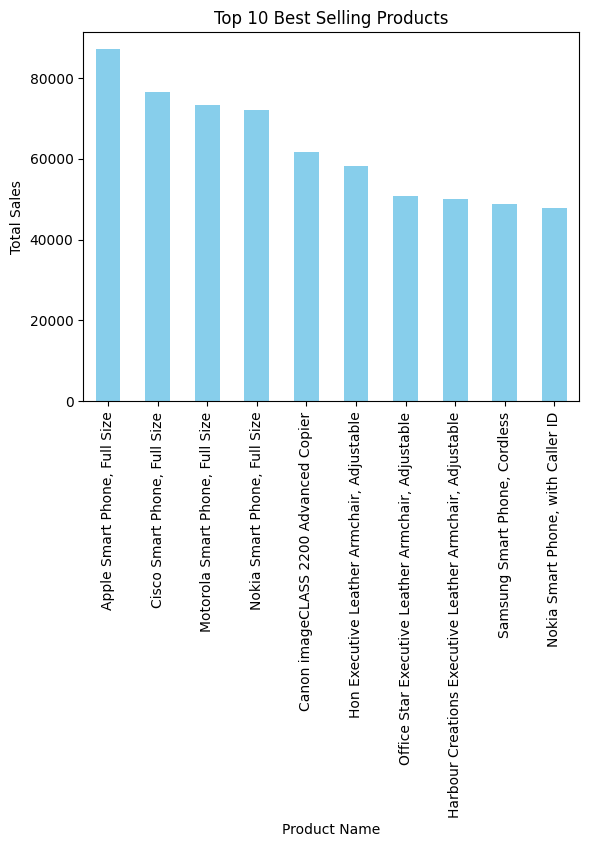 Top 10 Best Selling Products
Total Sales
80000
60000
40000
20000
0
Apple Smart Phone, Full Size
Cisco Smart Phone, Full Size
Motorola Smart Phone, Full Size
Nokia Smart Phone, Full Size
Canon imageCLASS 2200 Advanced Copier
Hon Executive Leather Armchair, Adjustable
Office Star Executive Leather Armchair, Adjustable
Harbour Creations Executive Leather Armchair, Adjustable
Samsung Smart Phone, Cordless
Nokia Smart Phone, with Caller ID
Product Name